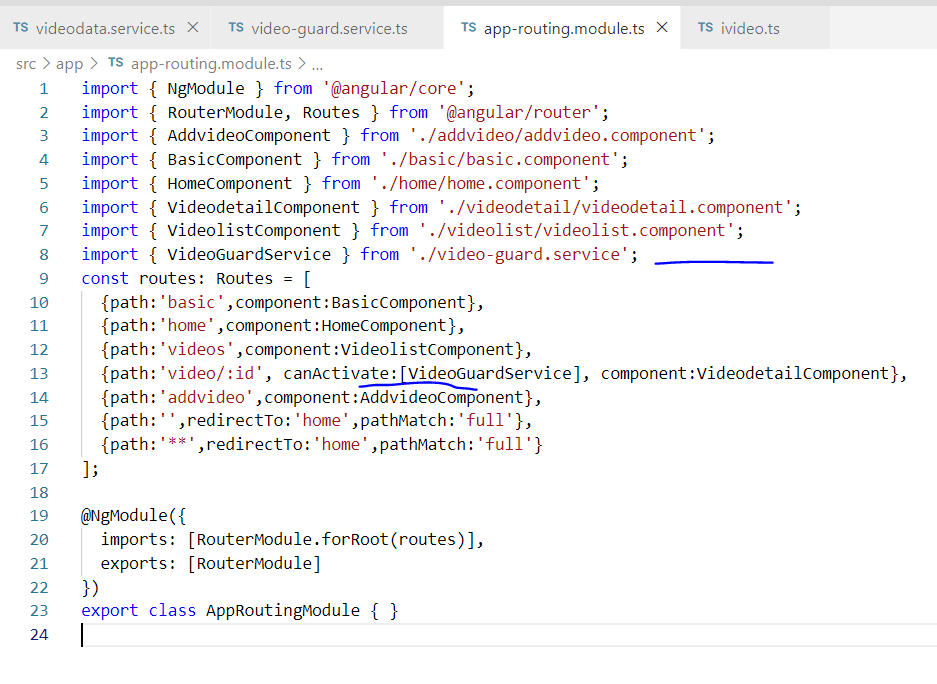 TS videodata.service.ts × TS video-guard.service.ts TS app-routing.module.ts × TS ivideo.ts
src > app > TS app-routing.module.ts > ...
1 import { NgModule } from '@angular/core';
2 import { RouterModule, Routes } from '@angular/router';
3 import { AddvideoComponent } from './addvideo/addvideo.component';
4 import { BasicComponent } from './basic/basic.component';
5 import { HomeComponent } from './home/home.component';
6 import { VideodetailComponent } from './videodetail/videodetail.component';
7 import { VideolistComponent } from './videolist/videolist.component';
8 import { VideoGuardService } from './video-guard.service';
9 const routes: Routes = [
10 {path:'basic',component:BasicComponent},
11 {path:'home',component:HomeComponent},
12 {path:'videos',component:VideolistComponent},
13 {path:'video/:id', canActivate:[VideoGuardService], component:VideodetailComponent},
14 {path:'addvideo',component:AddvideoComponent},
15 {path:'',redirectTo:'home',pathMatch:'full'},
16 {path:'**',redirectTo:'home',pathMatch:'full'}
17 ];
18
19 @NgModule({
20 imports: [RouterModule.forRoot(routes)],
21 exports: [RouterModule]
22 })
23 export class AppRoutingModule { }
24